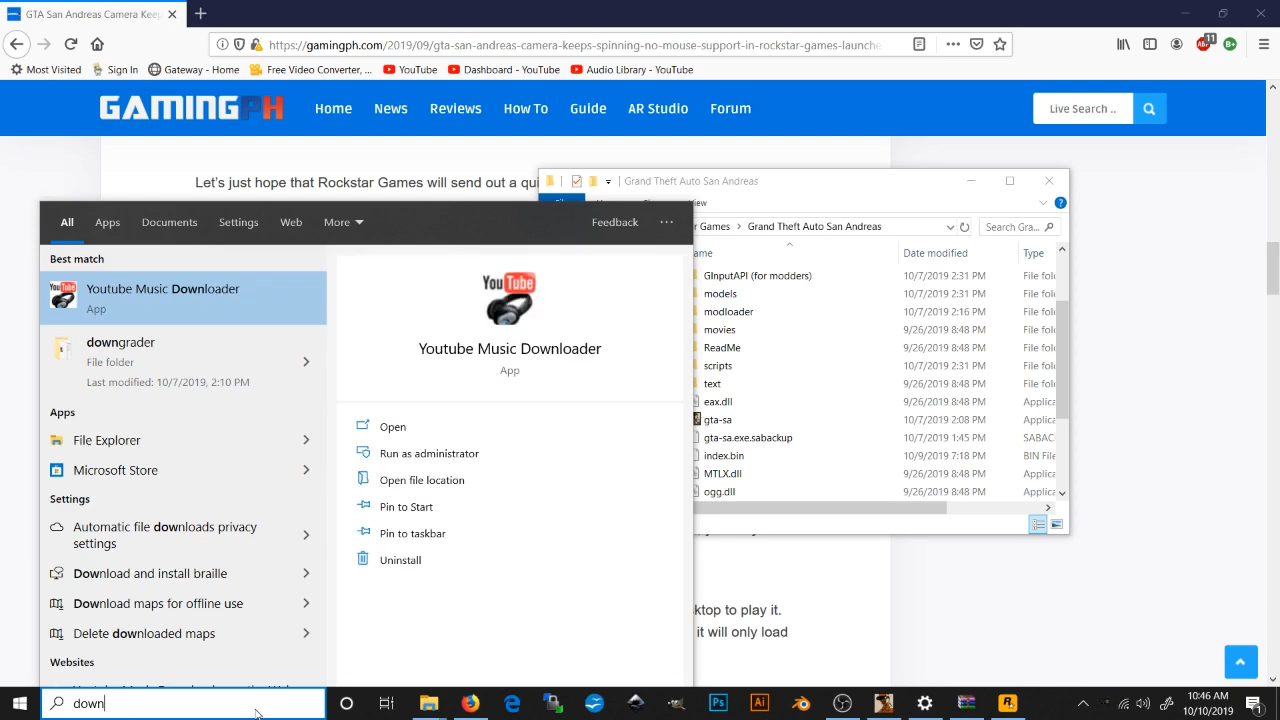 GTA San Andreas Camera Keep
https://gamingph.com/2019/09/gta-san-andreas-camera-keeps-spinning-no-mouse-support-in-rockstar-games-launche
11
Most Visited
Sign In
Gateway - Home
Free Video Converter, ...
YouTube
Dashboard - YouTube
Audio Library - YouTube
GAMINGPH
Home
News
Reviews
How To
Guide
AR Studio
Forum
Live Search ..
Let's just hope that Rockstar Games will send out a qui
Grand Theft Auto San Andreas
View
r Games > Grand Theft Auto San Andreas
Search Gra...
ame
Date modified
Type
GInputAPI (for modders) 10/7/2019 2:31 PM File fold
models 10/7/2019 2:31 PM File fold
modloader 10/7/2019 2:16 PM File fold
movies 9/26/2019 8:48 PM File fold
ReadMe 9/26/2019 8:48 PM File fold
scripts 10/7/2019 2:31 PM File fold
text 9/26/2019 8:48 PM File fold
eax.dll 9/26/2019 8:48 PM Applica
gta-sa 10/7/2019 2:08 PM Applica
gta-sa.exe.sabackup 10/7/2019 1:45 PM SABAC
index.bin 10/9/2019 7:18 PM BIN File
MTLX.dll 9/26/2019 8:48 PM Applica
ogg.dll 9/26/2019 8:48 PM Applica
ktop to play it.
it will only load
All
Apps
Documents
Settings
Web
More
Feedback
...
Best match
Youtube Music Downloader
App
downgrader
File folder
Last modified: 10/7/2019, 2:10 PM
Apps
File Explorer
Microsoft Store
Settings
Automatic file downloads privacy
settings
Download and install braille
Download maps for offline use
Delete downloaded maps
Websites
You Tube
Youtube Music Downloader
App
Open
Run as administrator
Open file location
Pin to Start
Pin to taskbar
Uninstall
down
Ps
Ai
10:46 AM
10/10/2019